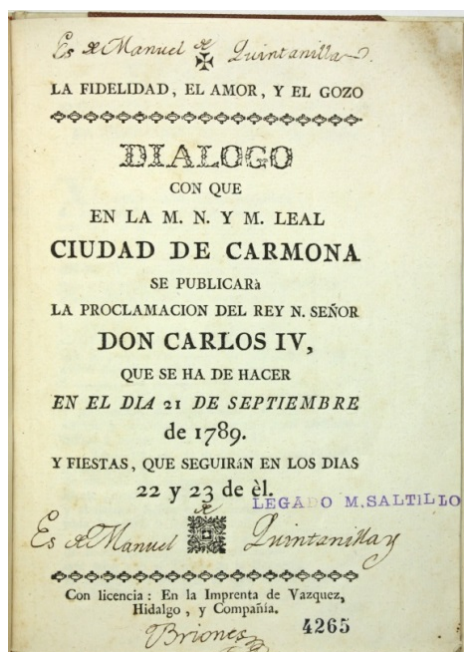 Es de Manuel de Quintanilla
LA FIDELIDAD, EL AMOR, Y EL GOZO
DIALOGO
CON QUE
EN LA M. N. Y M. LEAL
CIUDAD DE CARMONA
SE PUBLICARà
LA PROCLAMACION DEL REY N. SEÑOR
DON CARLOS IV,
QUE SE HA DE HACER
EN EL DIA 21 DE SEPTIEMBRE
de 1789.
Y FIESTAS, QUE SEGUIRáN EN LOS DIAS
22 y 23 de èl.
LEGADO M.SALTILLO
Es de Manuel de Quintanilla y
Con licencia: En la Imprenta de Vazquez,
Hidalgo, y Compañía.
Briones
4265